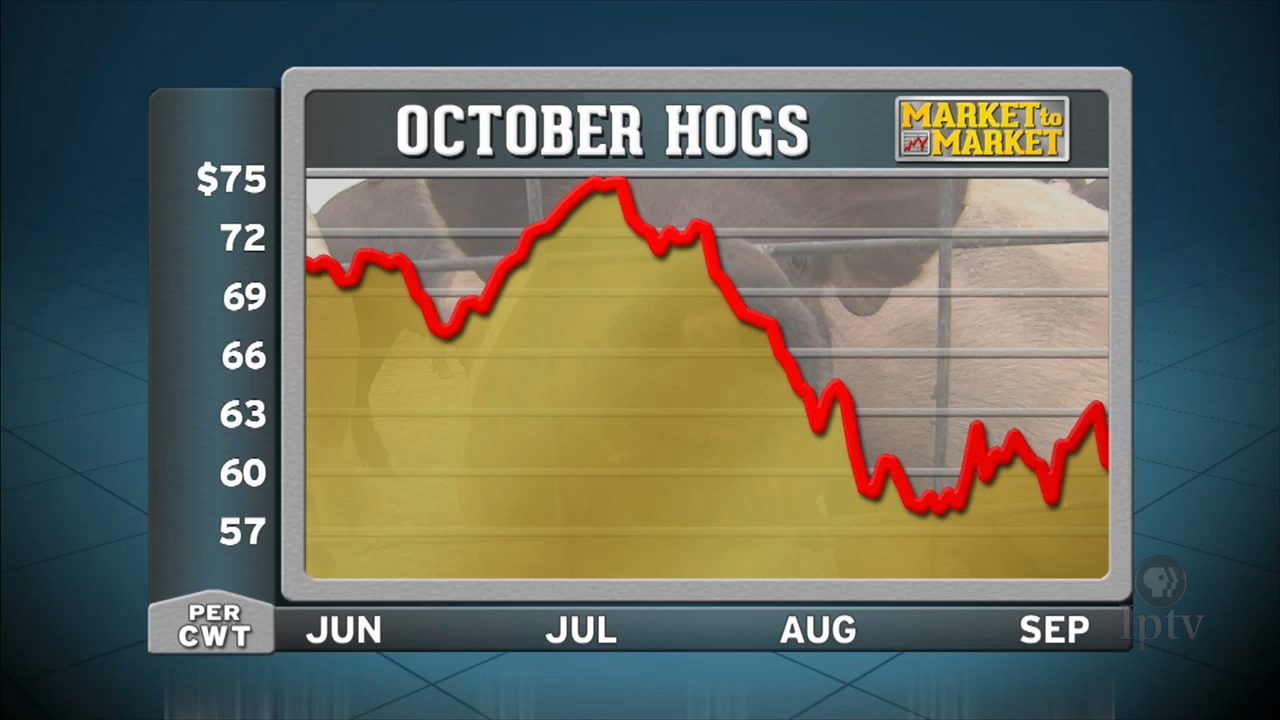 OCTOBER HOGS
MARKET to
MARKET
$75
72
69
66
63
60
57
PER
CWT
JUN JUL AUG SEP
Iptv